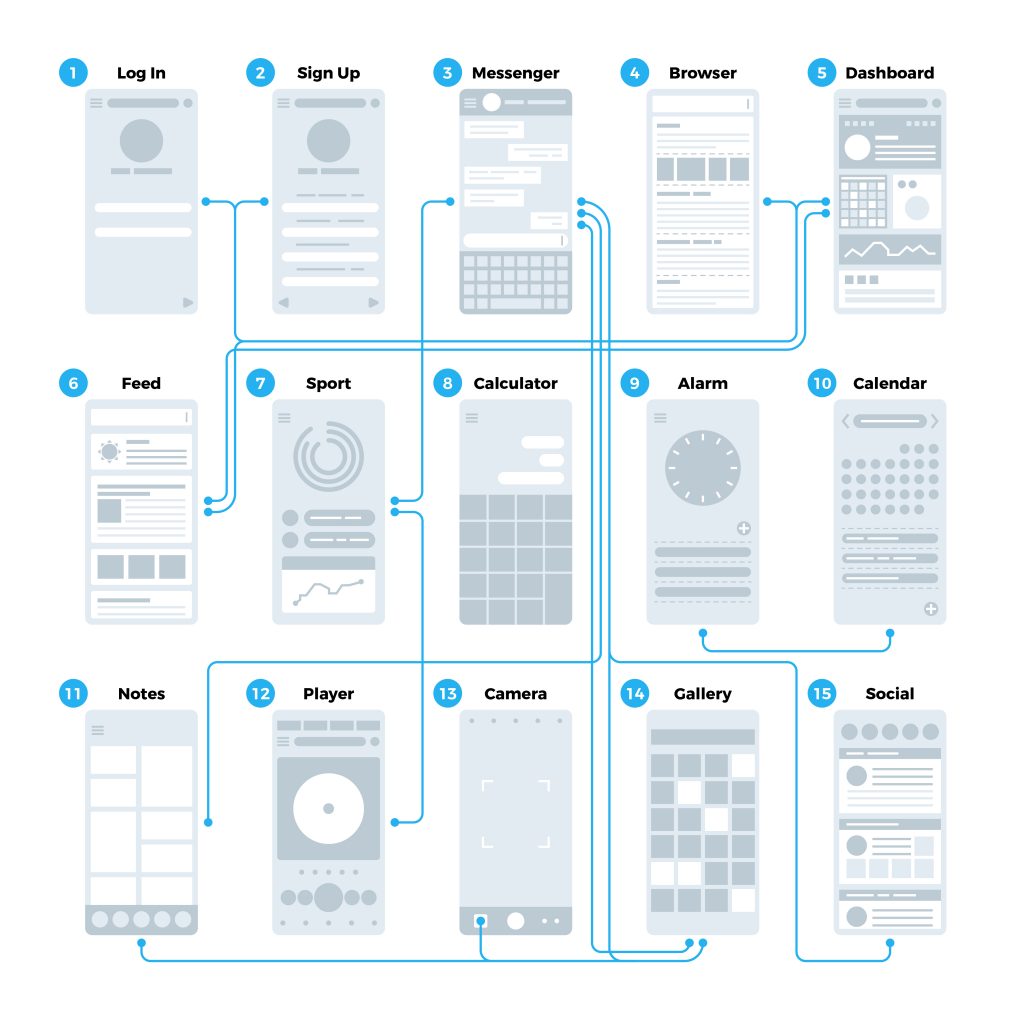 1 Log In
2 Sign Up
3 Messenger
4 Browser
5 Dashboard
6 Feed
7 Sport
8 Calculator
9 Alarm
10 Calendar
11 Notes
12 Player
13 Camera
14 Gallery
15 Social